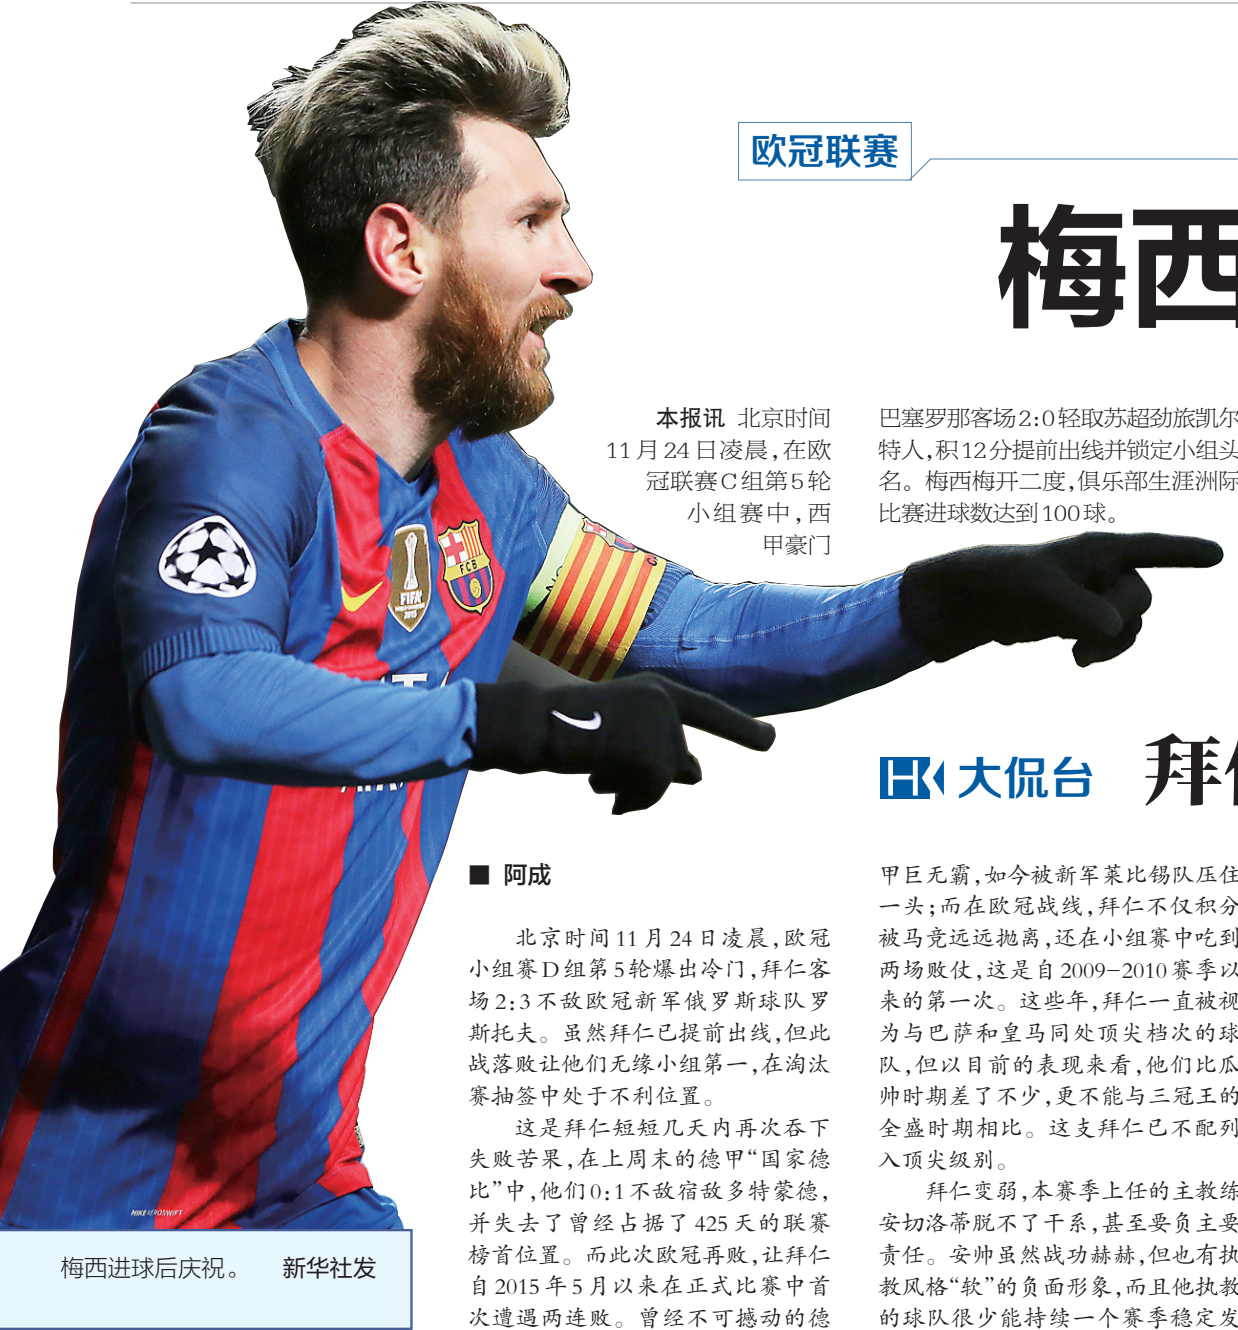 欧冠联赛
梅西
本报讯 北京时间
11月24日凌晨,在欧
冠联赛C组第5轮
小组赛中,西
甲豪门
巴塞罗那客场2:0轻取苏超劲旅凯尔
特人,积12分提前出线并锁定小组头
名。梅西梅开二度,俱乐部生涯洲际
比赛进球数达到100球。
FCB
FIFA
WORLD CHAMPIONS
2015
大侃台
拜
■ 阿成
北京时间11月24日凌晨,欧冠
小组赛D组第5轮爆出冷门,拜仁客
场2:3不敌欧冠新军俄罗斯球队罗
斯托夫。虽然拜仁已提前出线,但此
战落败让他们无缘小组第一,在淘汰
赛抽签中处于不利位置。
这是拜仁短短几天内再次吞下
失败苦果,在上周末的德甲“国家德
比”中,他们0:1不敌宿敌多特蒙德,
并失去了曾经占据了425天的联赛
榜首位置。而此次欧冠再败,让拜仁
自2015年5月以来在正式比赛中首
次遭遇两连败。曾经不可撼动的德
甲巨无霸,如今被新军莱比锡队压住
一头;而在欧冠战线,拜仁不仅积分
被马竞远远抛离,还在小组赛中吃到
两场败仗,这是自2009-2010赛季以
来的第一次。这些年,拜仁一直被视
为与巴萨和皇马同处顶尖档次的球
队,但以目前的表现来看,他们比瓜
帅时期差了不少,更不能与三冠王的
全盛时期相比。这支拜仁已不配列
入顶尖级别。
拜仁变弱,本赛季上任的主教练
安切洛蒂脱不了干系,甚至要负主要
责任。安帅虽然战功赫赫,但也有执
教风格“软”的负面形象,而且他执教
的球队很少能持续一个赛季稳定发
NIKE AEROSWIFT
梅西进球后庆祝。 新华社发